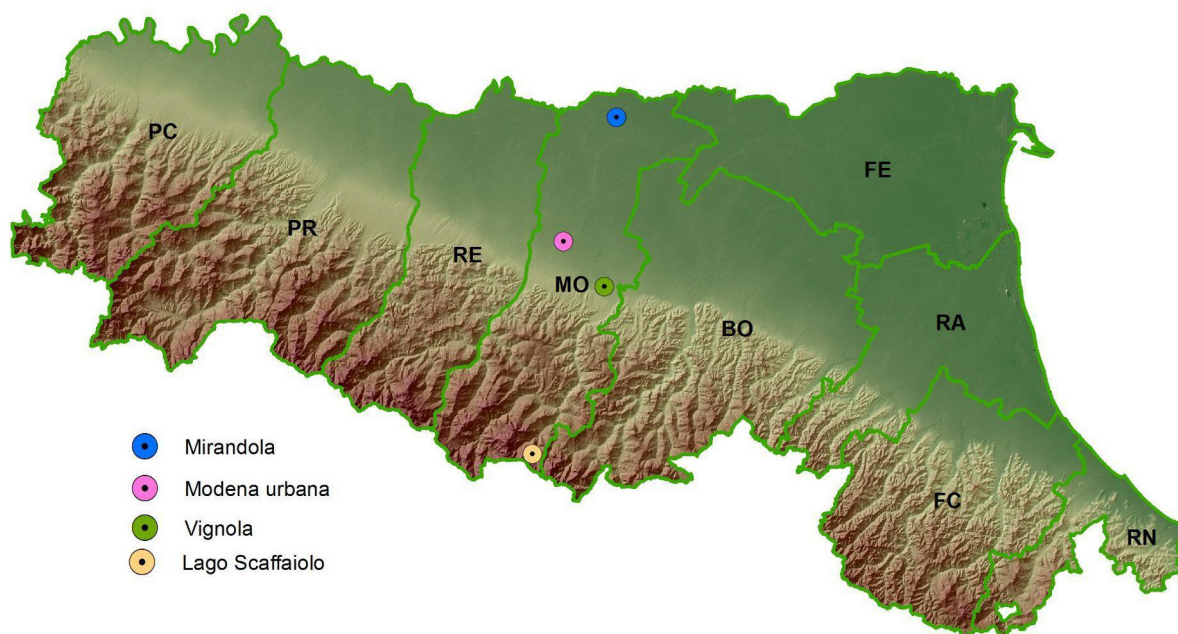 PC
FE
PR
RE
MO
BO
RA
Mirandola
Modena urbana
FC
Vignola
RN
Lago Scaffaiolo